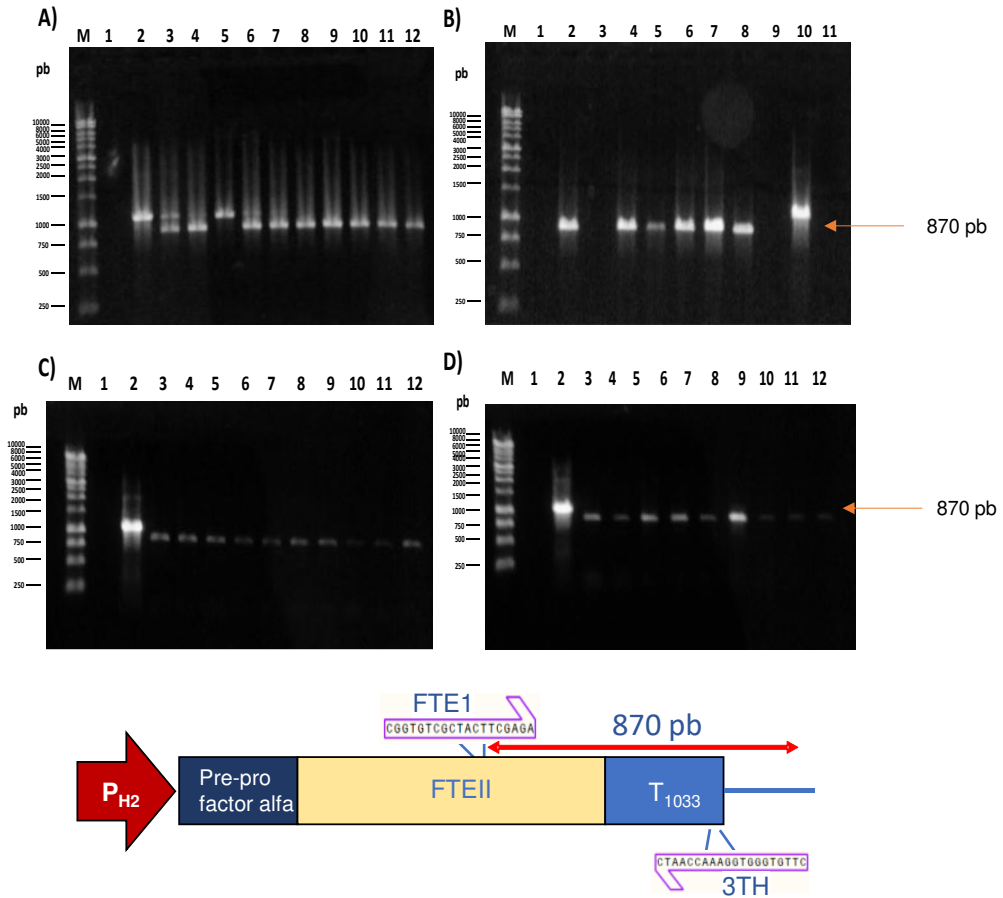 A)
M 1 2 3 4 5 6 7 8 9 10 11 12
pb
10000
8000
6000
5000
4000
3000
2500
2000
1500
1000
750
500
250
B)
M 1 2 3 4 5 6 7 8 9 10 11
pb
10000
8000
6000
5000
4000
3000
2500
2000
1500
1000
750
500
250
870 pb
C)
M 1 2 3 4 5 6 7 8 9 10 11 12
pb
10000
8000
6000
5000
4000
3000
2500
2000
1500
1000
750
500
250
D)
M 1 2 3 4 5 6 7 8 9 10 11 12
pb
10000
8000
6000
5000
4000
3000
2500
2000
1500
1000
750
500
250
870 pb
FTE1
CGGTGTCGCTACTTCGAGA
870 pb
PH2
Pre-pro
factor alfa
FTEII
T1033
CTAACCAAAGGTGGGTGTTC
3TH